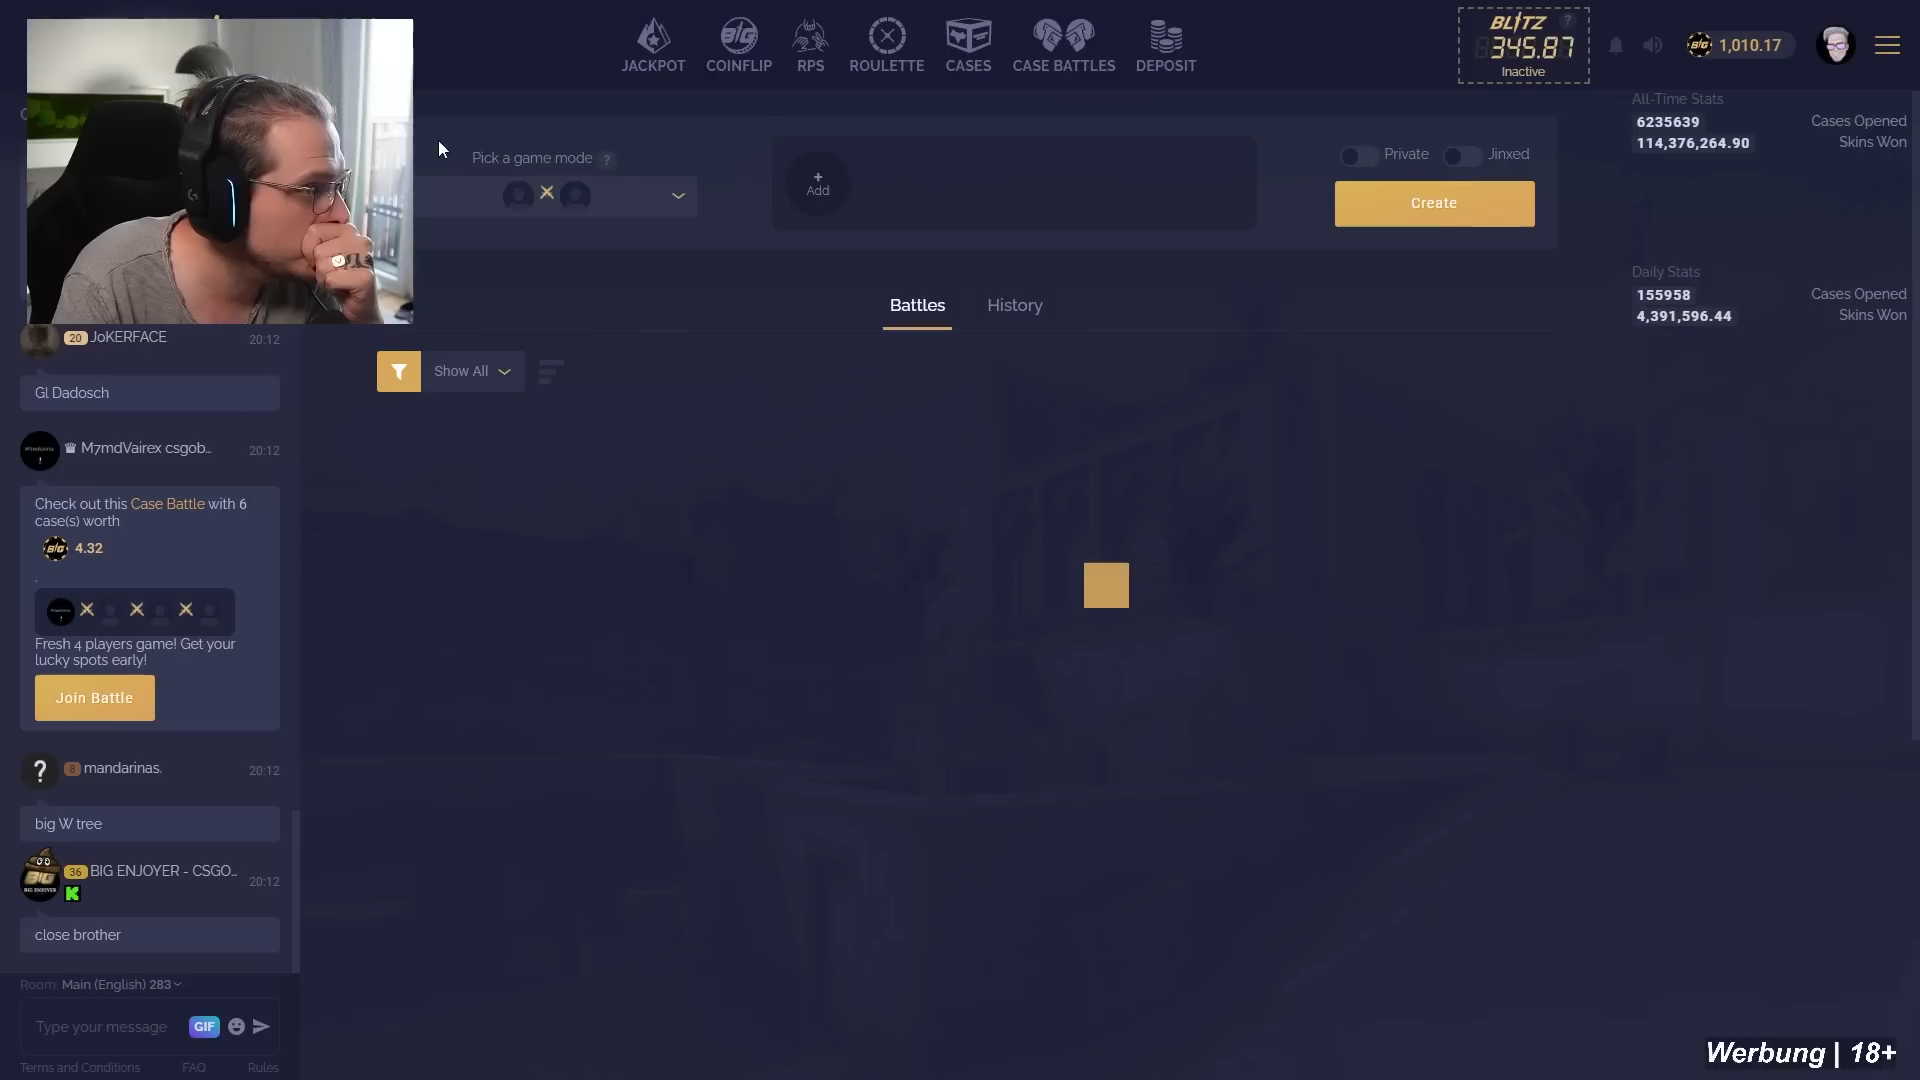 JACKPOT
COINFLIP
RPS
ROULETTE
CASES
CASE BATTLES
DEPOSIT
BLITZ ?
345.87
Inactive
BIG 1,010.17
All-Time Stats
6235639 Cases Opened
114,376,264.90 Skins Won
Pick a game mode ?
+
Add
Private
Jinxed
Create
Daily Stats
155958 Cases Opened
4,391,596.44 Skins Won
Battles
History
Show All
20 JoKERFACE 20:12
Gl Dadosch
M7mdVairex csgob... 20:12
Check out this Case Battle with 6
case(s) worth
BIG 4.32
.
Fresh 4 players game! Get your
lucky spots early!
Join Battle
? 8 mandarinas. 20:12
big W tree
36 BIG ENJOYER - CSGO... 20:12
close brother
Room: Main (English) 283
Type your message GIF
Terms and Conditions FAQ Rules
Werbung | 18+